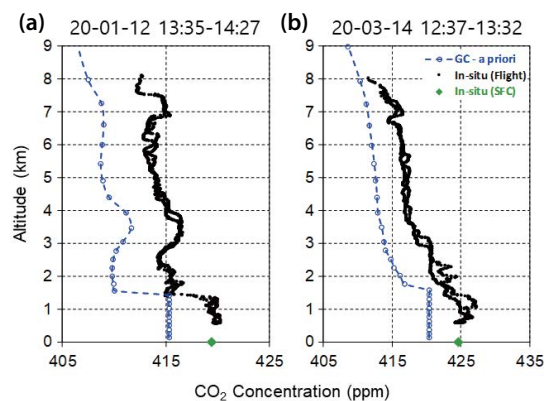 (a) 20-01-12 13:35-14:27
(b) 20-03-14 12:37-13:32
GC - a priori
In-situ (Flight)
In-situ (SFC)
Altitude (km)
9
8
7
6
5
4
3
2
1
0
405 415 425
9
8
7
6
5
4
3
2
1
0
405 415 425 435
CO2 Concentration (ppm)